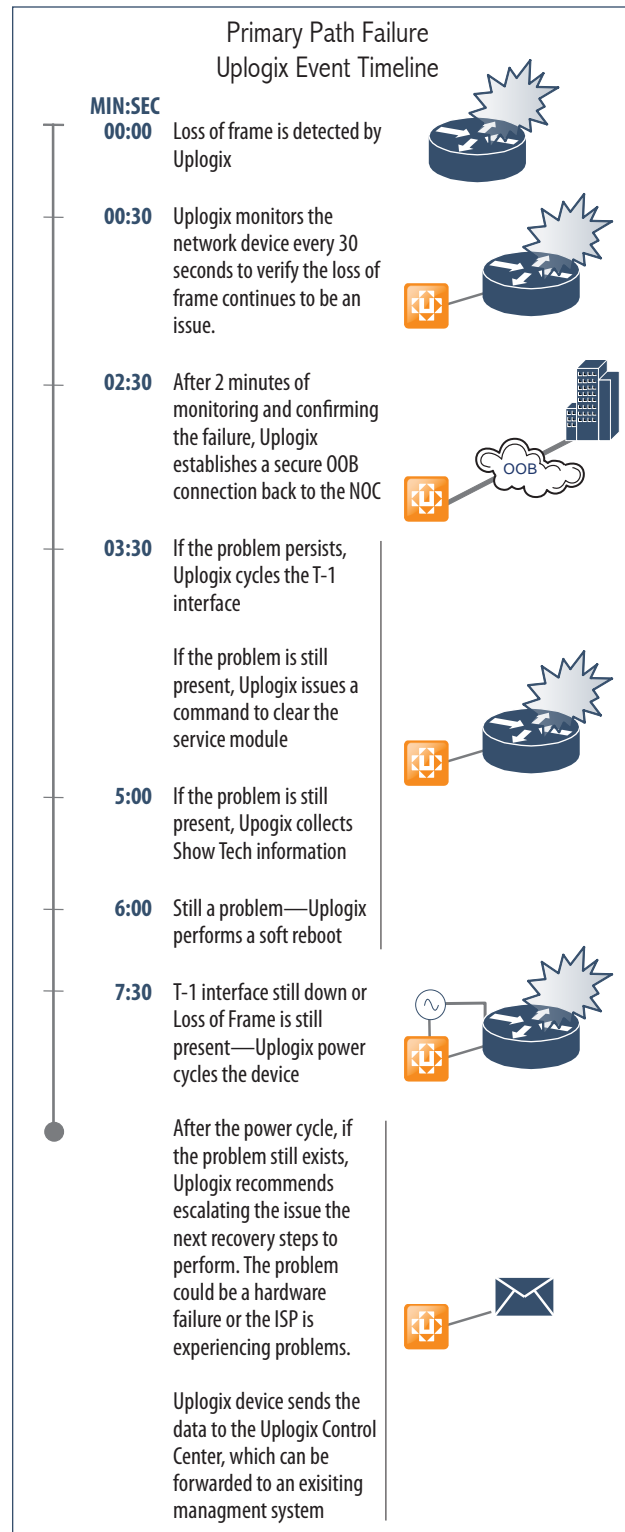 Primary Path Failure
Uplogix Event Timeline
MIN:SEC
00:00 Loss of frame is detected by
Uplogix
00:30 Uplogix monitors the
network device every 30
seconds to verify the loss of
frame continues to be an
issue.
02:30 After 2 minutes of
monitoring and confirming
the failure, Uplogix
establishes a secure OOB
connection back to the NOC
OOB
03:30 If the problem persists,
Uplogix cycles the T-1
interface
If the problem is still
present, Uplogix issues a
command to clear the
service module
5:00 If the problem is still
present, Upogix collects
Show Tech information
6:00 Still a problem—Uplogix
performs a soft reboot
7:30 T-1 interface still down or
Loss of Frame is still
present—Uplogix power
cycles the device
After the power cycle, if
the problem still exists,
Uplogix recommends
escalating the issue the
next recovery steps to
perform. The problem
could be a hardware
failure or the ISP is
experiencing problems.
Uplogix device sends the
data to the Uplogix Control
Center, which can be
forwarded to an exisiting
managment system